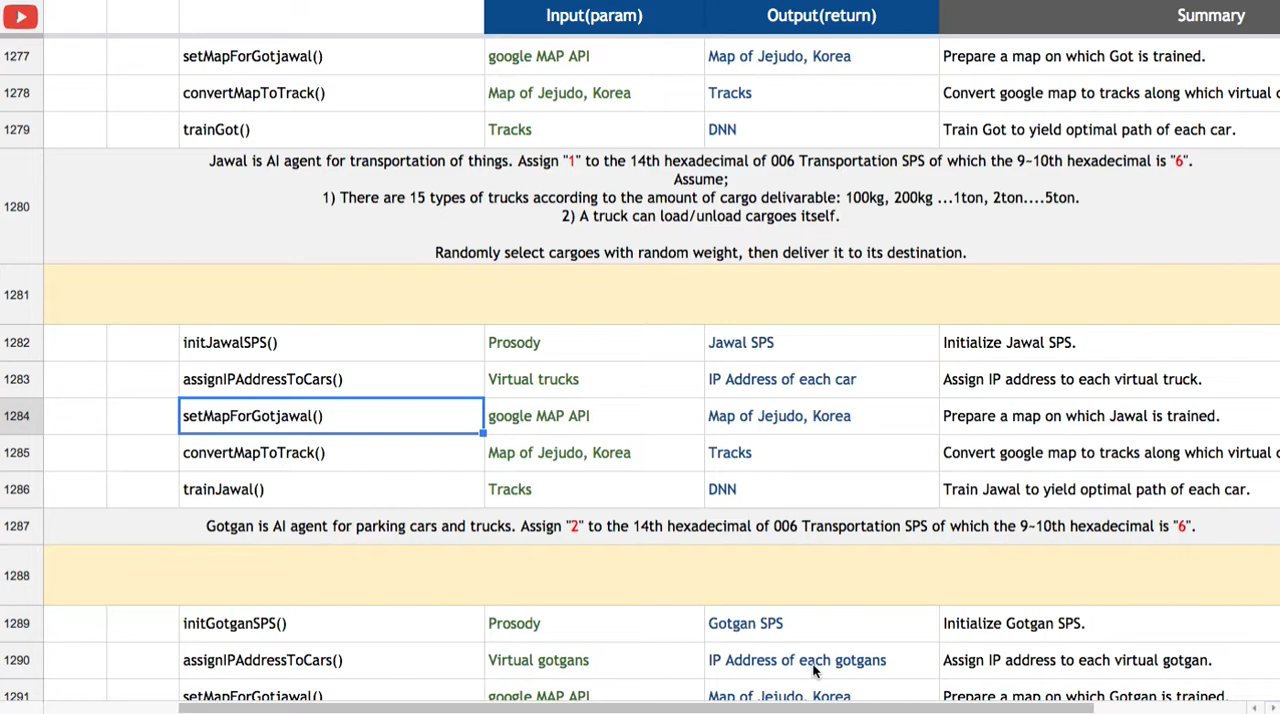 Input(param) Output(return) Summary
1277 setMapForGotjawal() google MAP API Map of Jejudo, Korea Prepare a map on which Got is trained.
1278 convertMapToTrack() Map of Jejudo, Korea Tracks Convert google map to tracks along which virtual
1279 trainGot() Tracks DNN Train Got to yield optimal path of each car.
Jawal is AI agent for transportation of things. Assign "1" to the 14th hexadecimal of 006 Transportation SPS of which the 9~10th hexadecimal is "6".
Assume;
1) There are 15 types of trucks according to the amount of cargo delivarable: 100kg, 200kg ...1ton, 2ton....5ton.
1280
2) A truck can load/unload cargoes itself.
Randomly select cargoes with random weight, then deliver it to its destination.
1281
1282 initJawalSPS() Prosody Jawal SPS Initialize Jawal SPS.
1283 assignIPAddressToCars() Virtual trucks IP Address of each car Assign IP address to each virtual truck.
1284 setMapForGotjawal() google MAP API Map of Jejudo, Korea Prepare a map on which Jawal is trained.
1285 convertMapToTrack() Map of Jejudo, Korea Tracks Convert google map to tracks along which virtual
1286 trainJawal() Tracks DNN Train Jawal to yield optimal path of each car.
1287 Gotgan is AI agent for parking cars and trucks. Assign "2" to the 14th hexadecimal of 006 Transportation SPS of which the 9~10th hexadecimal is "6".
1288
1289 initGotganSPS() Prosody Gotgan SPS Initialize Gotgan SPS.
1290 assignIPAddressToCars() Virtual gotgans IP Address of each gotgans Assign IP address to each virtual gotgan.
1291 setMapForGotjawal() google MAP API Map of Jejudo, Korea Prepare a map on which Gotgan is trained.